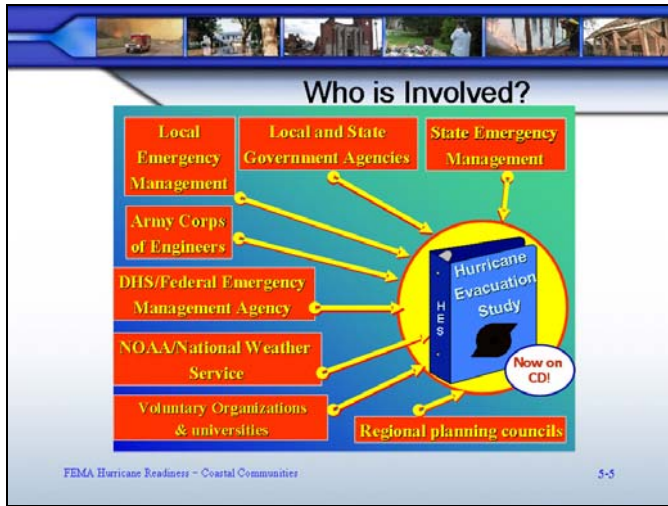 Who is Involved?
Local
Emergency
Management
Local and State
Government Agencies
State Emergency
Management
Army Corps
of Engineers
DHS/Federal Emergency
Management Agency
NOAA/National Weather
Service
Voluntary Organizations
& universities
Regional planning councils
HES
Hurricane
Evacuation
Study
Now on
CD!
FEMA Hurricane Readiness – Coastal Communities
5-5